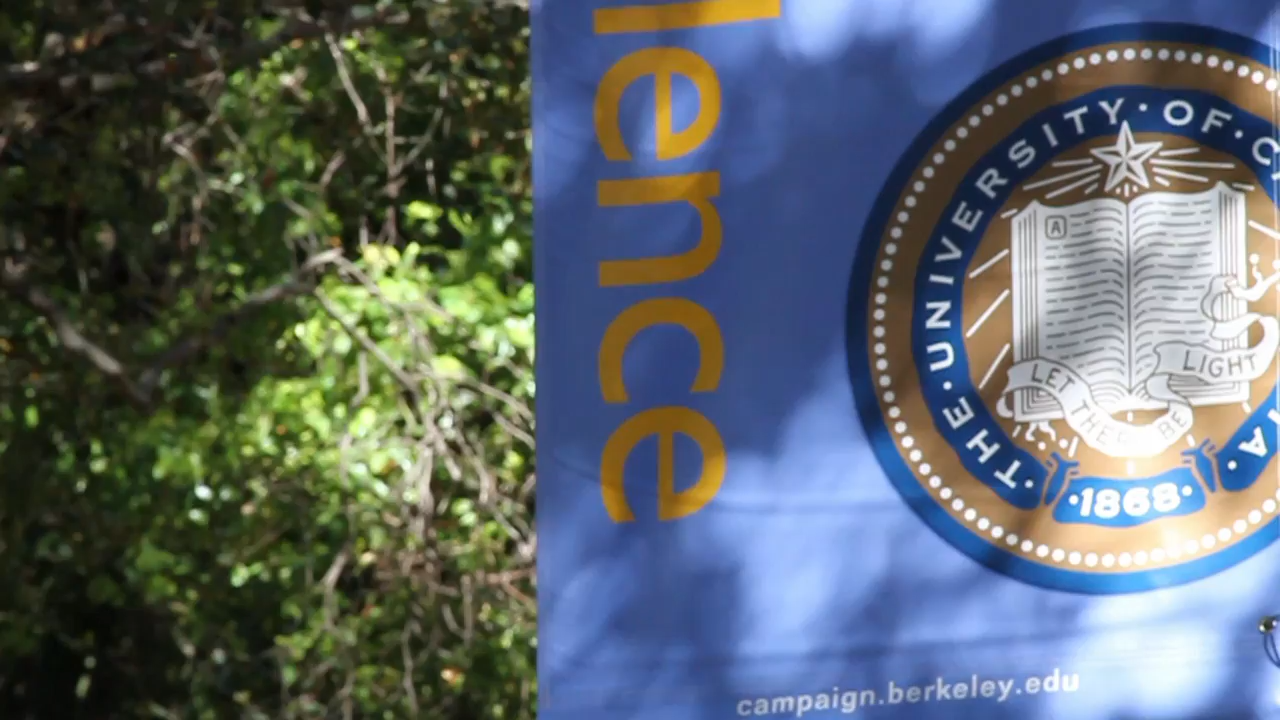 lence
THE · UNIVERSITY · OF · C
A ·
A
LET THERE BE LIGHT
· 1868 ·
campaign.berkeley.edu